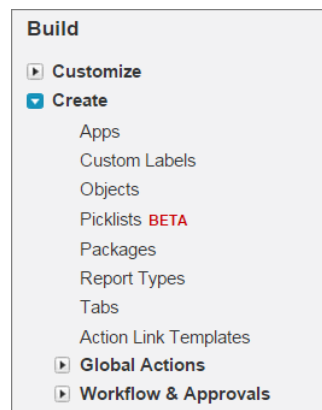 Build
Customize
Create
Apps
Custom Labels
Objects
Picklists BETA
Packages
Report Types
Tabs
Action Link Templates
Global Actions
Workflow & Approvals